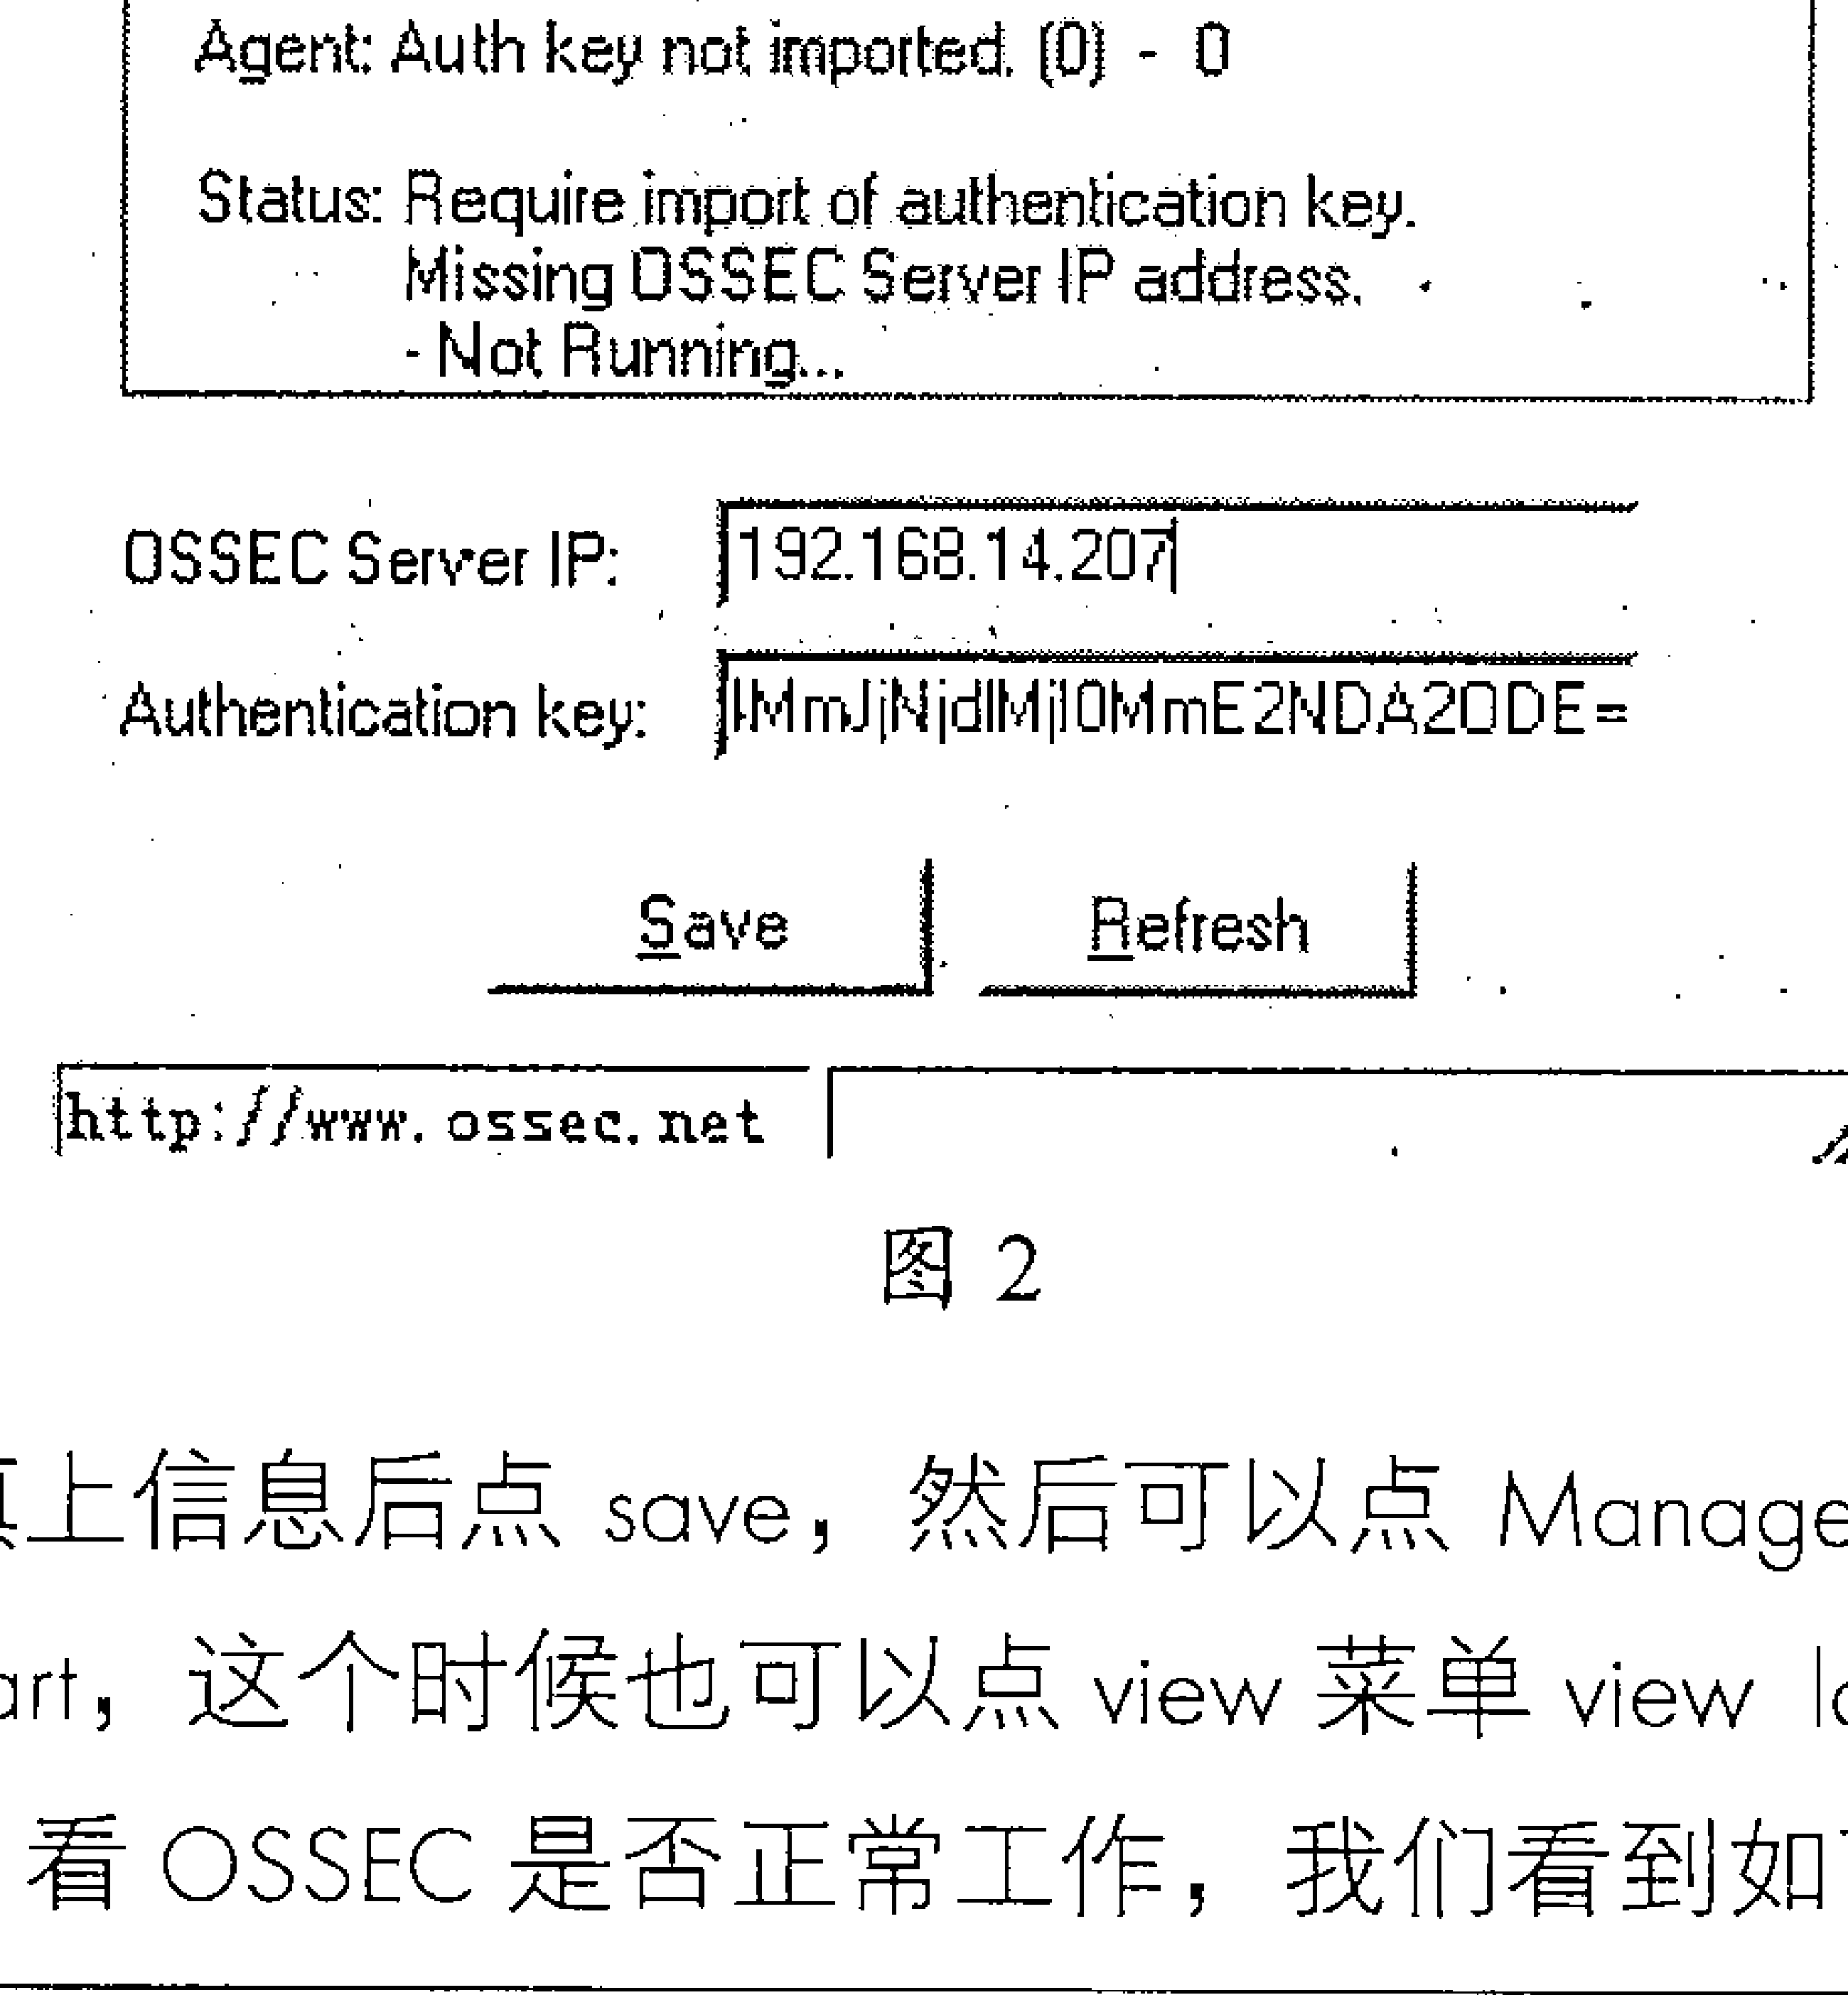 Agent: Auth key not imported. (0) - 0
Status: Require import of authentication key.
Missing OSSEC Server IP address.
- Not Running...
OSSEC Server IP: 192.168.14.207
Authentication key:
Save Refresh
http://www.ossec.net
图 2
上信息后点 save，然后可以点 Manage
这个时候也可以点 view 菜单 view
看 OSSEC 是否正常工作，我们看到如